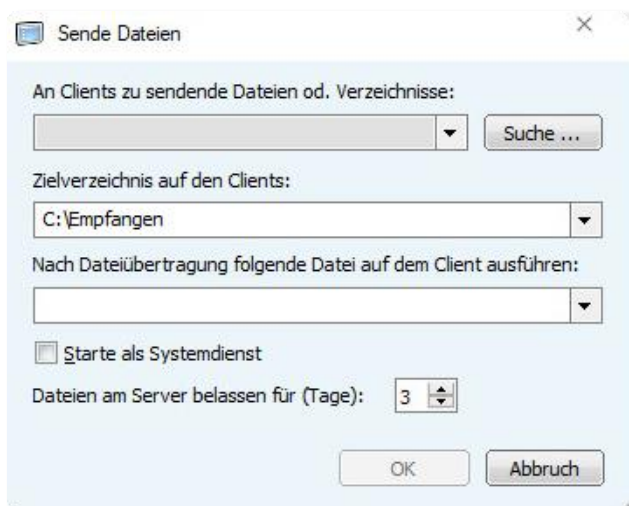 Sende Dateien
An Clients zu sendende Dateien od. Verzeichnisse:
Suche ...
Zielverzeichnis auf den Clients:
C:\Empfangen
Nach Dateiübertragung folgende Datei auf dem Client ausführen:
Starte als Systemdienst
Dateien am Server belassen für (Tage): 3
OK Abbruch